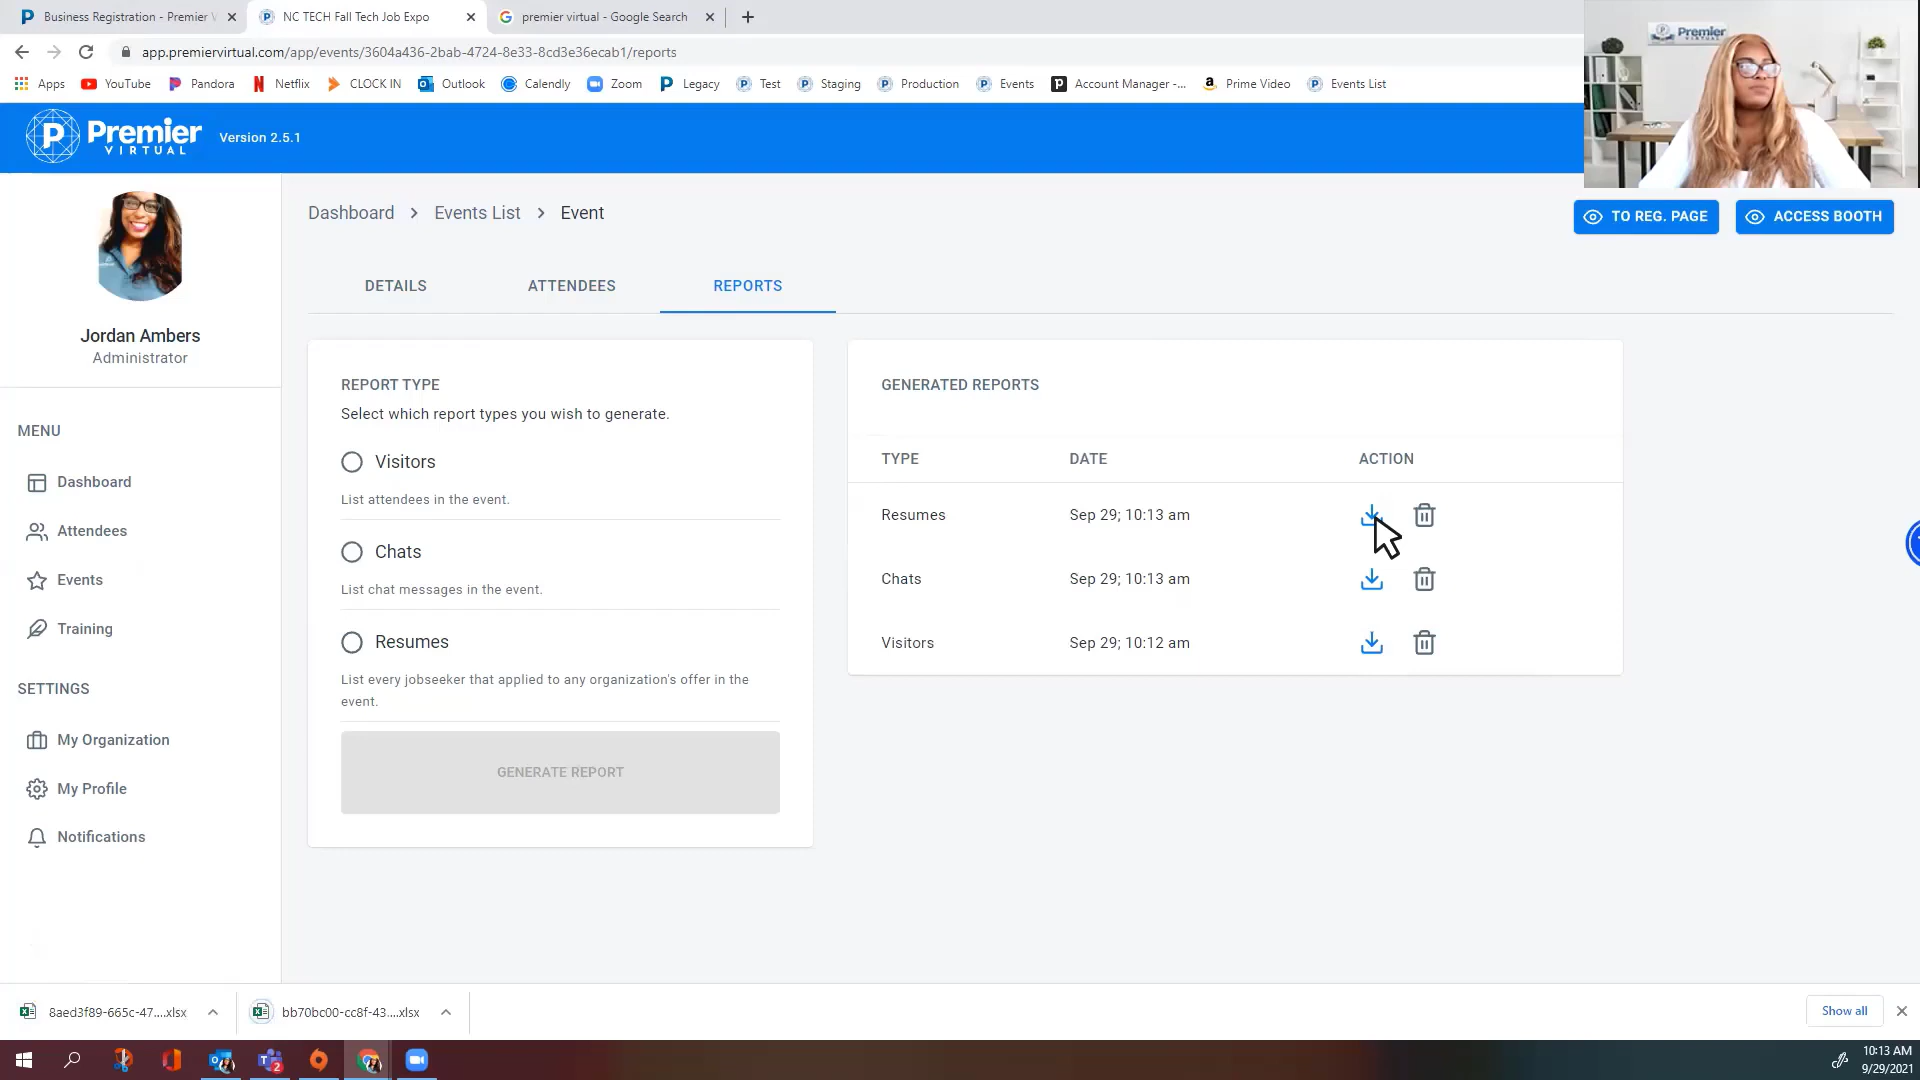 Business Registration - Premier V
NC TECH Fall Tech Job Expo
premier virtual - Google Search
app.premiervirtual.com/app/events/3604a436-2bab-4724-8e33-8cd3e36ecab1/reports
Apps YouTube Pandora Netflix CLOCK IN Outlook Calendly Zoom Legacy Test Staging Production Events Account Manager -... Prime Video Events List
Premier
VIRTUAL
Version 2.5.1
Premier
VIRTUAL
Jordan Ambers
Administrator
MENU
Dashboard
Attendees
Events
Training
SETTINGS
My Organization
My Profile
Notifications
Dashboard > Events List > Event
TO REG. PAGE
ACCESS BOOTH
DETAILS ATTENDEES REPORTS
REPORT TYPE
Select which report types you wish to generate.
Visitors
List attendees in the event.
Chats
List chat messages in the event.
Resumes
List every jobseeker that applied to any organization's offer in the
event.
GENERATE REPORT
GENERATED REPORTS
TYPE DATE ACTION
Resumes Sep 29; 10:13 am
Chats Sep 29; 10:13 am
Visitors Sep 29; 10:12 am
8aed3f89-665c-47....xlsx
bb70bc00-cc8f-43....xlsx
Show all
10:13 AM
9/29/2021